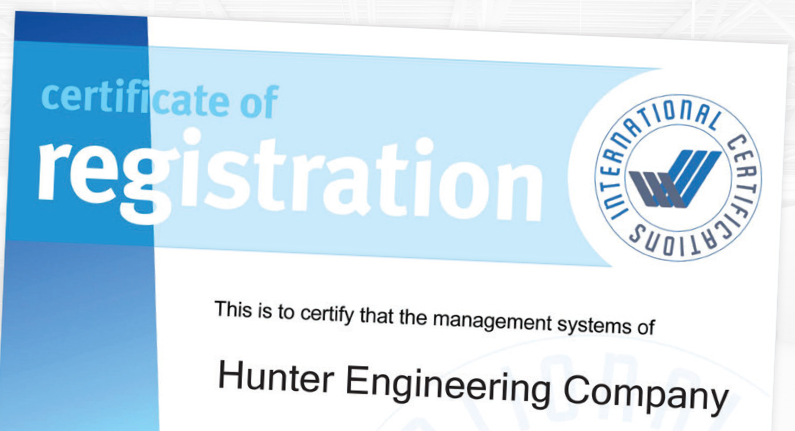 certificate of
registration
INTERNATIONAL CERTIFICATIONS
This is to certify that the management systems of
Hunter Engineering Company